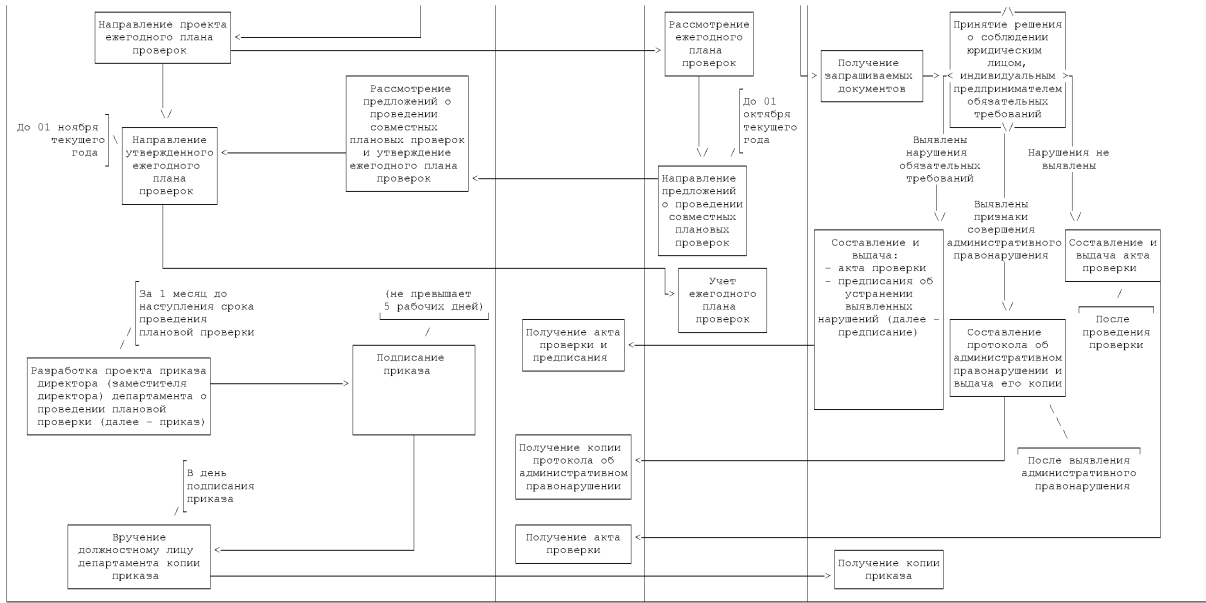 Направление проекта
ежегодного плана
проверок
Рассмотрение
ежегодного
плана
проверок
Принятие решения
о соблюдении
юридическим
лицом,
индивидуальным
предпринимателем
обязательных
требований
Получение
запрашиваемых
документов
Рассмотрение
предложений о
проведении
совместных
плановых проверок
и утверждение
ежегодного плана
проверок
До 01
октября
текущего
года
До 01 ноября
текущего
года
Направление
утвержденного
ежегодного
плана
проверок
Выявлены
нарушения
обязательных
требований
Нарушения не
выявлены
Направление
предложений
о проведении
совместных
плановых
проверок
Выявлены
признаки
совершения
административного
правонарушения
Составление и
выдача:
- акта проверки
- предписания об
устранении
выявленных
нарушений (далее -
предписание)
Составление и
выдача акта
проверки
Учет
ежегодного
плана
проверок
За 1 месяц до
наступления срока
проведения
плановой проверки
(не превышает
5 рабочих дней)
После
проведения
проверки
Получение акта
проверки и
предписания
Составление
протокола об
административном
правонарушении и
выдача его копии
Разработка проекта приказа
директора (заместителя
директора) департамента о
проведении плановой
проверки (далее - приказ)
Подписание
приказа
Получение копии
протокола об
административном
правонарушении
После выявления
административного
правонарушения
В день
подписания
приказа
Вручение
должностному лицу
департамента копии
приказа
Получение акта
проверки
Получение копии
приказа